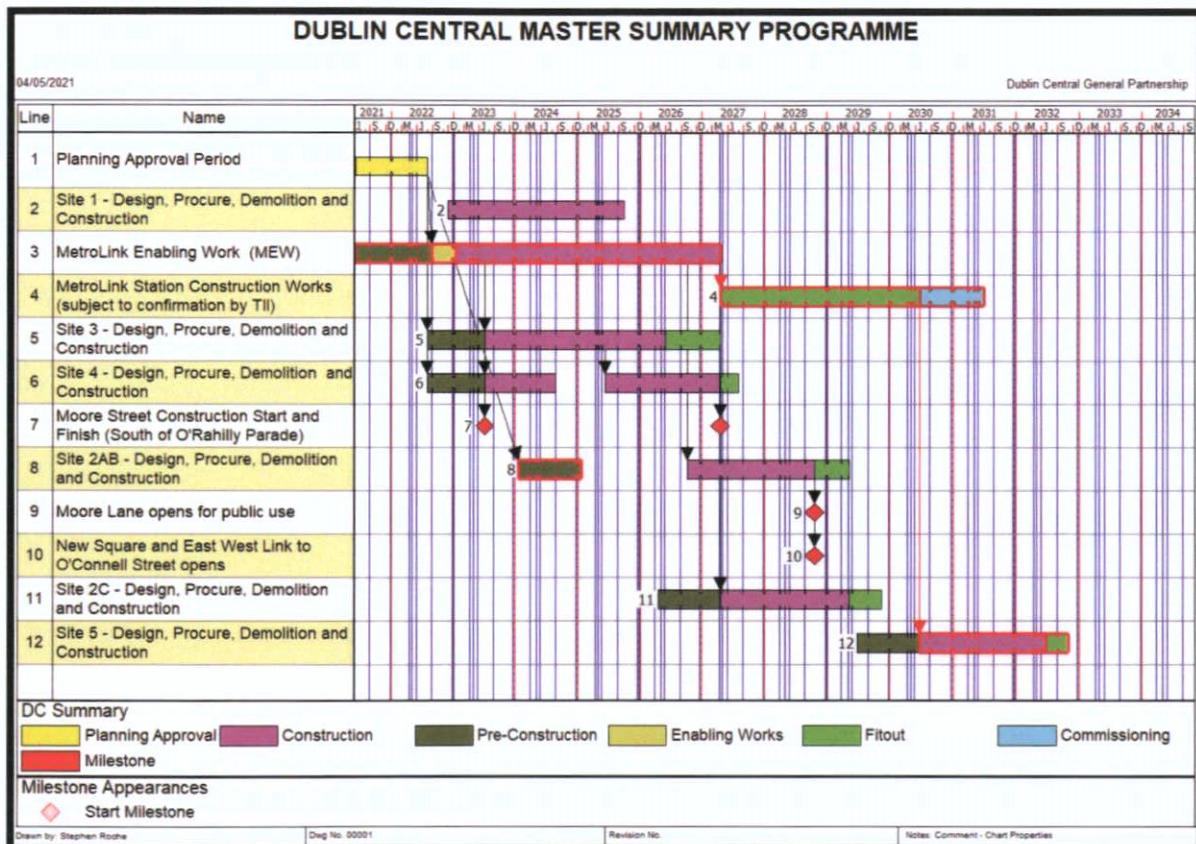 DUBLIN CENTRAL MASTER SUMMARY PROGRAMME
04/05/2021
Dublin Central General Partnership
Line Name 2021 2022 2023 2024 2025 2026 2027 2028 2029 2030 2031 2032 2033 2034
1 Planning Approval Period
2 Site 1 - Design, Procure, Demolition and
Construction
2
3 MetroLink Enabling Work (MEW)
4 MetroLink Station Construction Works
(subject to confirmation by TII)
4
5 Site 3 - Design, Procure, Demolition and
Construction
5
6 Site 4 - Design, Procure, Demolition and
Construction
6
7 Moore Street Construction Start and
Finish (South of O'Rahilly Parade)
7
8 Site 2AB - Design, Procure, Demolition
and Construction
8
9 Moore Lane opens for public use
9
10 New Square and East West Link to
O'Connell Street opens
10
11 Site 2C - Design, Procure, Demolition
and Construction
11
12 Site 5 - Design, Procure, Demolition and
Construction
12
DC Summary
Planning Approval Construction Pre-Construction Enabling Works Fitout Commissioning
Milestone
Milestone Appearances
Start Milestone
Drawn by: Stephen Roche Dwg No. 00001 Revision No. Notes: Comment - Chart Properties